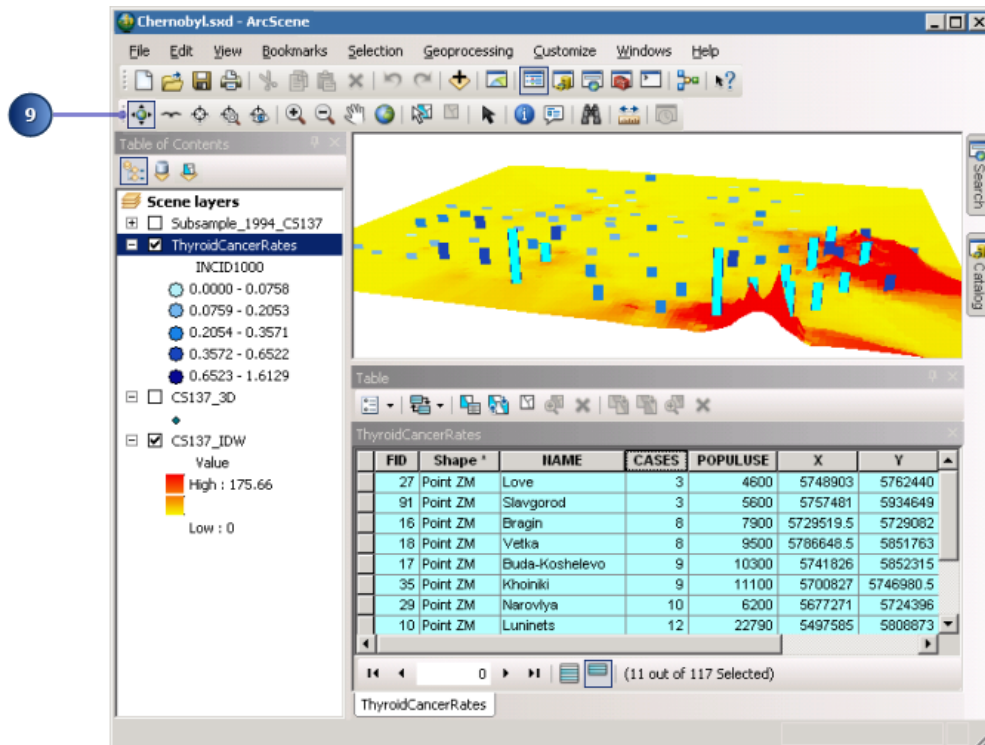 Chernobyl.sxd - ArcScene
File Edit View Bookmarks Selection Geoprocessing Customize Windows Help
9
Table of Contents
Scene layers
Subsample_1994_CS137
ThyroidCancerRates
INCID1000
0.0000 - 0.0758
0.0759 - 0.2053
0.2054 - 0.3571
0.3572 - 0.6522
0.6523 - 1.6129
CS137_3D
CS137_IDW
Value
High : 175.66
Low : 0
Search
Catalog
Table
ThyroidCancerRates
FID Shape * NAME CASES POPULUSE X Y
27 Point ZM Love 3 4600 5748903 5762440
91 Point ZM Slavgorod 3 5600 5757481 5934649
16 Point ZM Bragin 8 7900 5729519.5 5729082
18 Point ZM Vetka 8 9500 5786648.5 5851763
17 Point ZM Buda-Koshelevo 9 10300 5741826 5852315
35 Point ZM Khoiniki 9 11100 5700827 5746980.5
29 Point ZM Narovlya 10 6200 5677271 5724396
10 Point ZM Luninets 12 22790 5497585 5808873
0 (11 out of 117 Selected)
ThyroidCancerRates